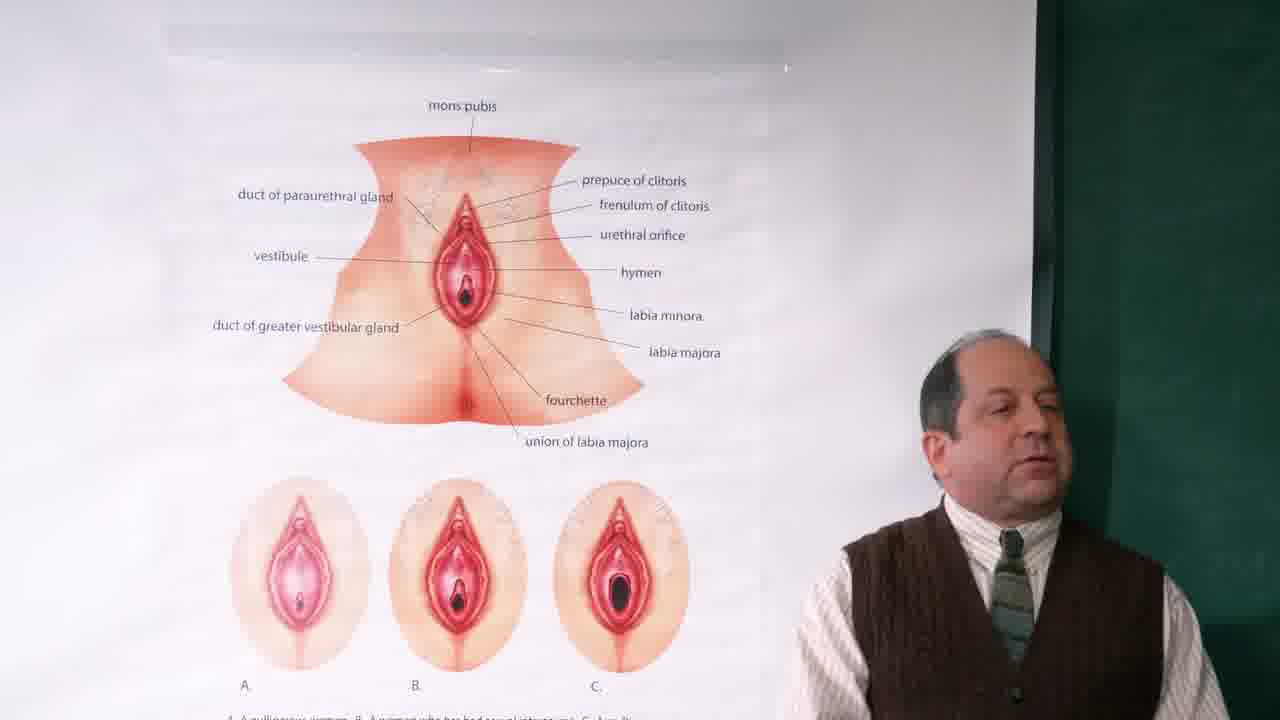 mons pubis
prepuce of clitoris
duct of paraurethral gland
frenulum of clitoris
urethral orifice
vestibule
hymen
labia minora
duct of greater vestibular gland
labia majora
fourchette
union of labia majora
A.
B.
C.